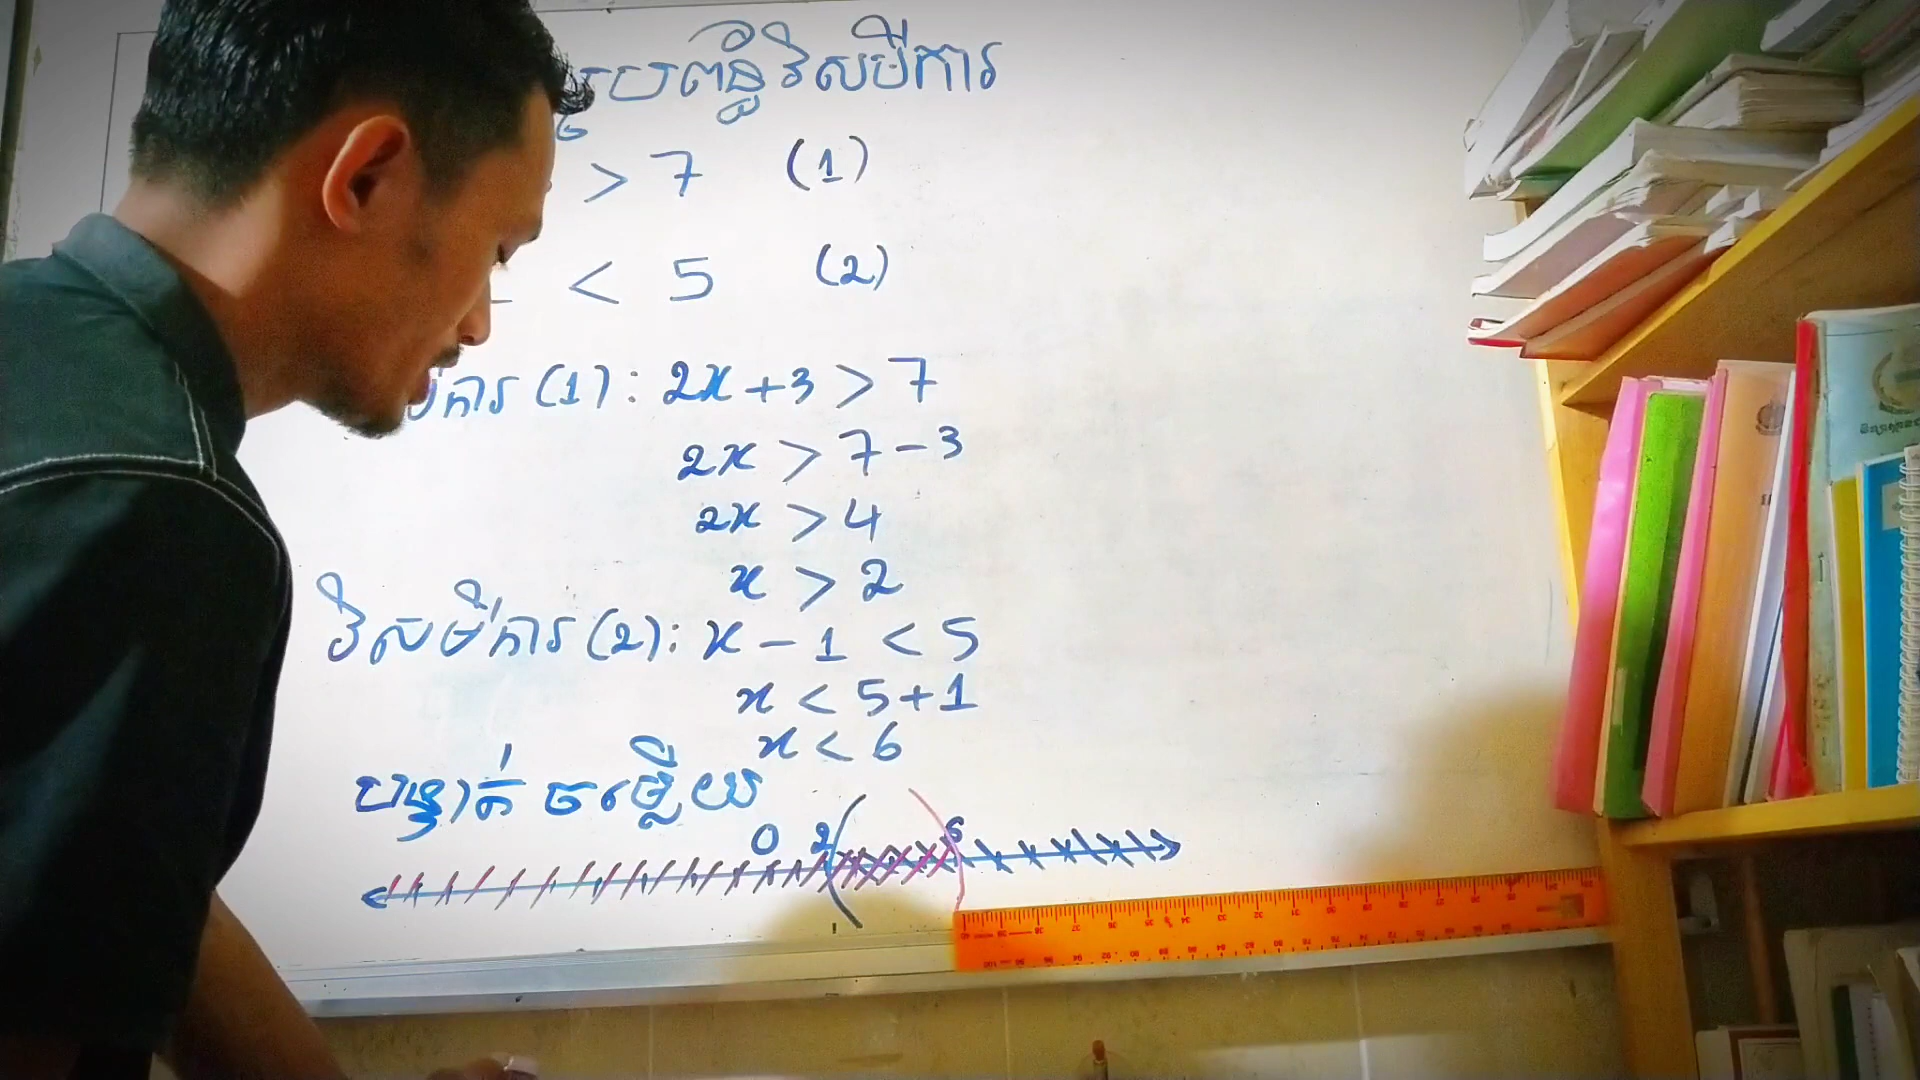 ប្រព័ន្ធវិសមីការ
> 7 (1)
< 5 (2)
មីការ (1) : 2x + 3 > 7
2x > 7 - 3
2x > 4
x > 2
វិសមីការ (2) : x - 1 < 5
x < 5 + 1
x < 6
បន្ទាត់ ចម្លើយ
0 2 6